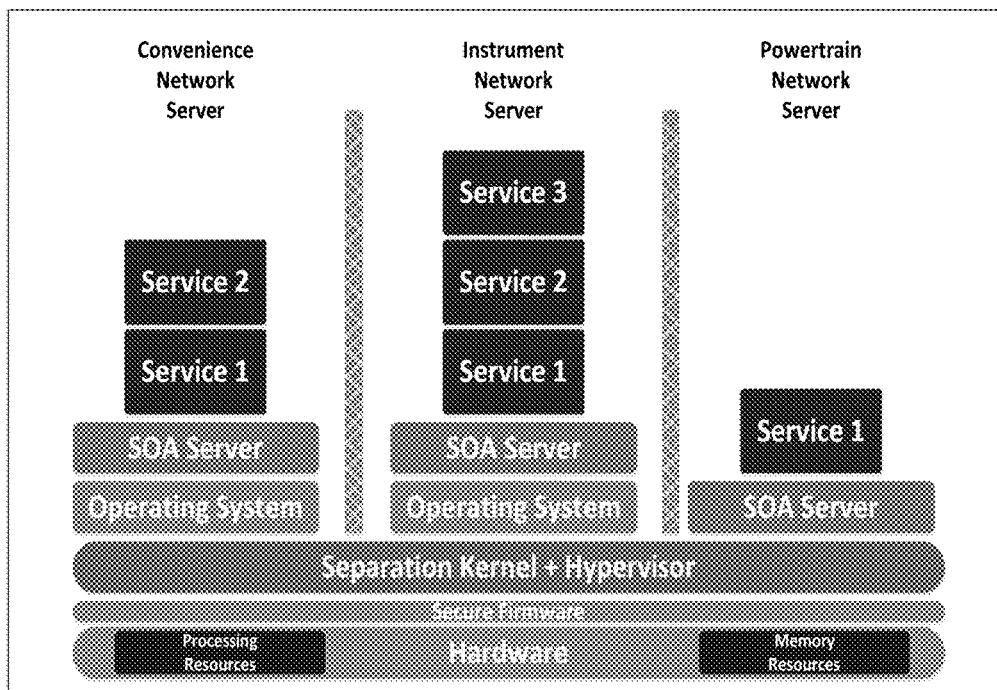 Convenience
Network
Server
Instrument
Network
Server
Powertrain
Network
Server
Service 3
Service 2
Service 2
Service 1
Service 1
Service 1
SOA Server
SOA Server
SOA Server
Operating System
Operating System
Separation Kernel + Hypervisor
Secure Firmware
Processing
Resources
Hardware
Memory
Resources